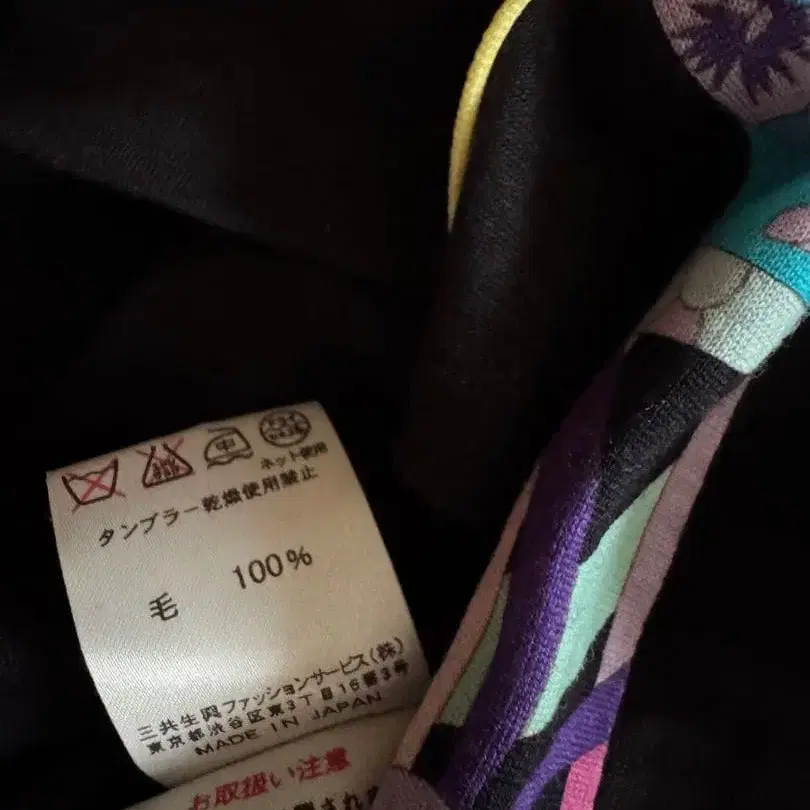 中
ネット使用
タンブラー乾燥使用禁止
毛 100%
三共生興ファッションサービス(株)
東京都渋谷区東3丁目16番3号
MADE IN JAPAN
お取扱い注意